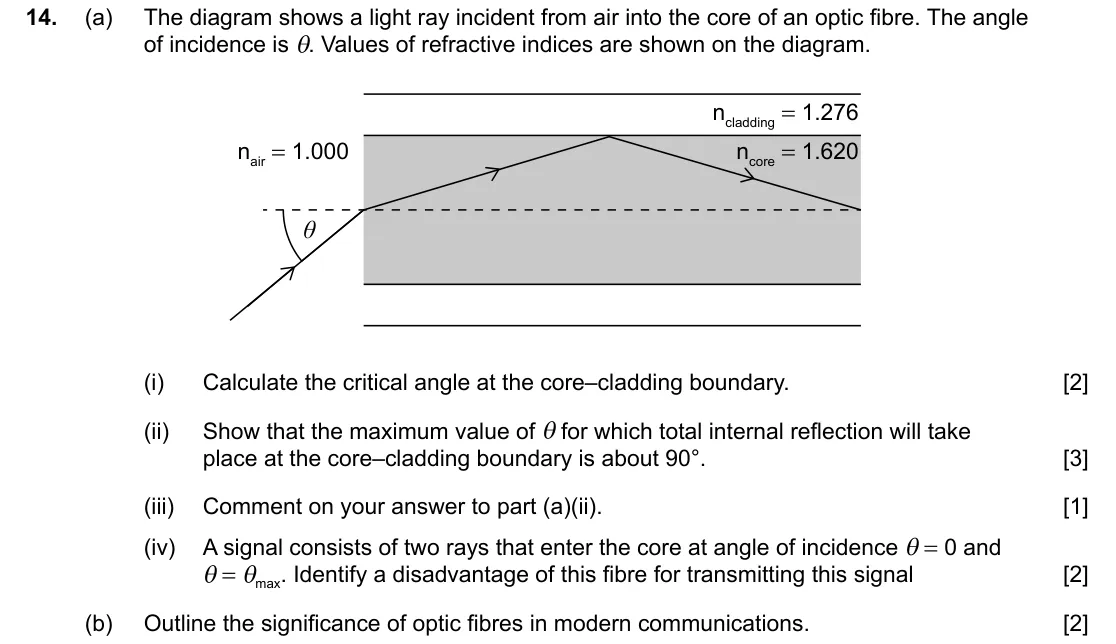 14. (a) The diagram shows a light ray incident from air into the core of an optic fibre. The angle
of incidence is θ. Values of refractive indices are shown on the diagram.
n_cladding = 1.276
n_air = 1.000
n_core = 1.620
θ
(i) Calculate the critical angle at the core–cladding boundary. [2]
(ii) Show that the maximum value of θ for which total internal reflection will take
place at the core–cladding boundary is about 90°. [3]
(iii) Comment on your answer to part (a)(ii). [1]
(iv) A signal consists of two rays that enter the core at angle of incidence θ = 0 and
θ = θ_max. Identify a disadvantage of this fibre for transmitting this signal [2]
(b) Outline the significance of optic fibres in modern communications. [2]